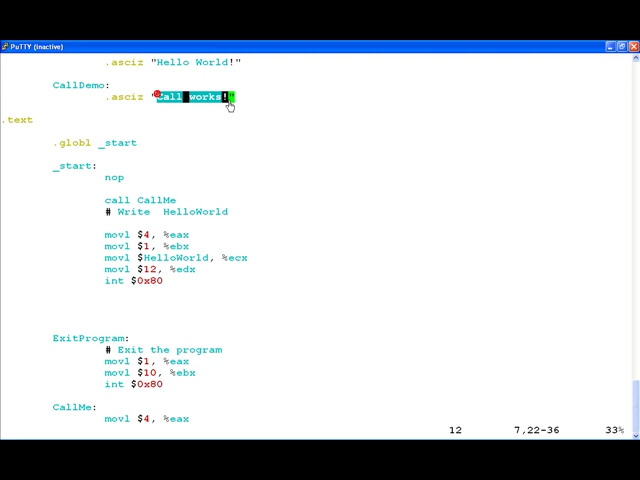 PuTTY (inactive)
.asciz "Hello World!"
CallDemo:
.asciz "Call works!"
.text
.globl _start
_start:
nop
call CallMe
# Write HelloWorld
movl $4, %eax
movl $1, %ebx
movl $HelloWorld, %ecx
movl $12, %edx
int $0x80
ExitProgram:
# Exit the program
movl $1, %eax
movl $10, %ebx
int $0x80
CallMe:
movl $4, %eax
12 7,22-36 33%